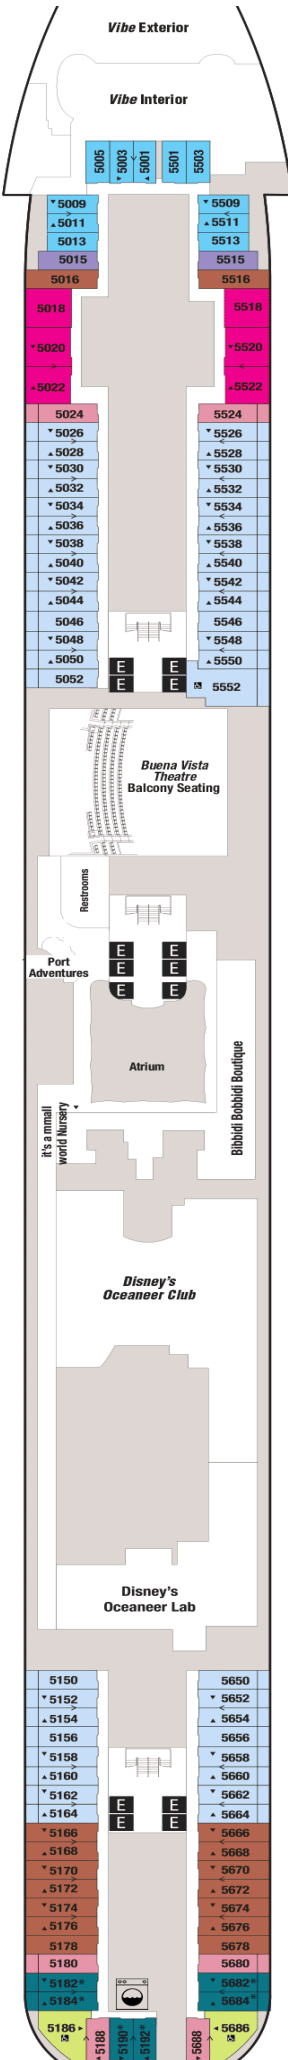 Vibe Exterior
Vibe Interior
5005 5003 5001 5501 5503
5009 5509
5011 5511
5013 5513
5015 5515
5016 5516
5018 5518
5020 5520
5022 5522
5024 5524
5026 5526
5028 5528
5030 5530
5032 5532
5034 5534
5036 5536
5038 5538
5040 5540
5042 5542
5044 5544
5046 5546
5048 5548
5050 E E 5550
5052 E E 5552
Buena Vista
Theatre
Balcony Seating
Restrooms
E E
E E
E E
Port
Adventures
Atrium
it's a mmall
world Nursery
Bibbidi Bobbidi Boutique
Disney's
Oceaneer Club
Disney's
Oceaneer Lab
5150 5650
5152 5652
5154 5654
5156 5656
5158 5658
5160 5660
5162 E E 5662
5164 E E 5664
5166 5666
5168 5668
5170 5670
5172 5672
5174 5674
5176 5676
5178 5678
5180 5680
5182* 5682*
5184* 5684*
5186 5188 5190* 5192* 5688 5686